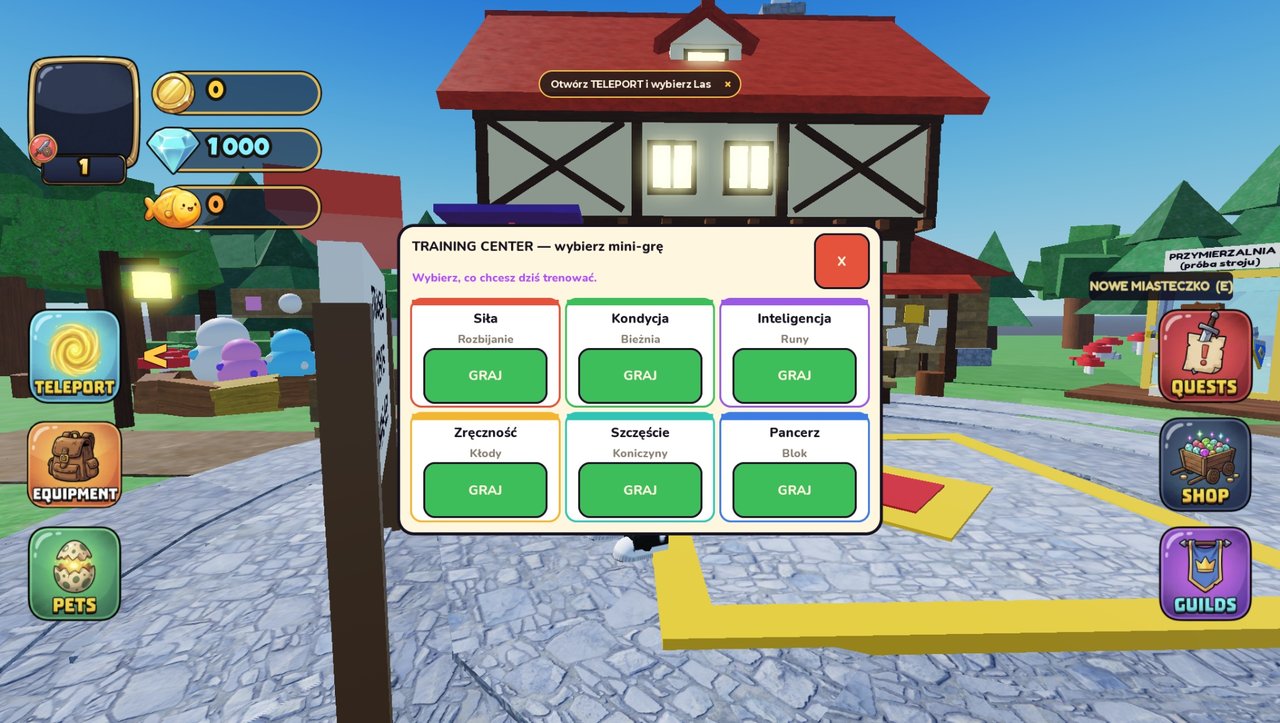 0
Otwórz TELEPORT i wybierz Las ×
1000
1
0
TRAINING CENTER — wybierz mini-grę
X
Wybierz, co chcesz dziś trenować.
PRZYMIERZALNIA
(próba stroju)
NOWE MIASTECZKO (E)
Siła
Rozbijanie
GRAJ
Kondycja
Bieżnia
GRAJ
Inteligencja
Runy
GRAJ
Zręczność
Kłody
GRAJ
Szczęście
Koniczyny
GRAJ
Pancerz
Blok
GRAJ
<
TELEPORT
EQUIPMENT
PETS
QUESTS
SHOP
GUILDS